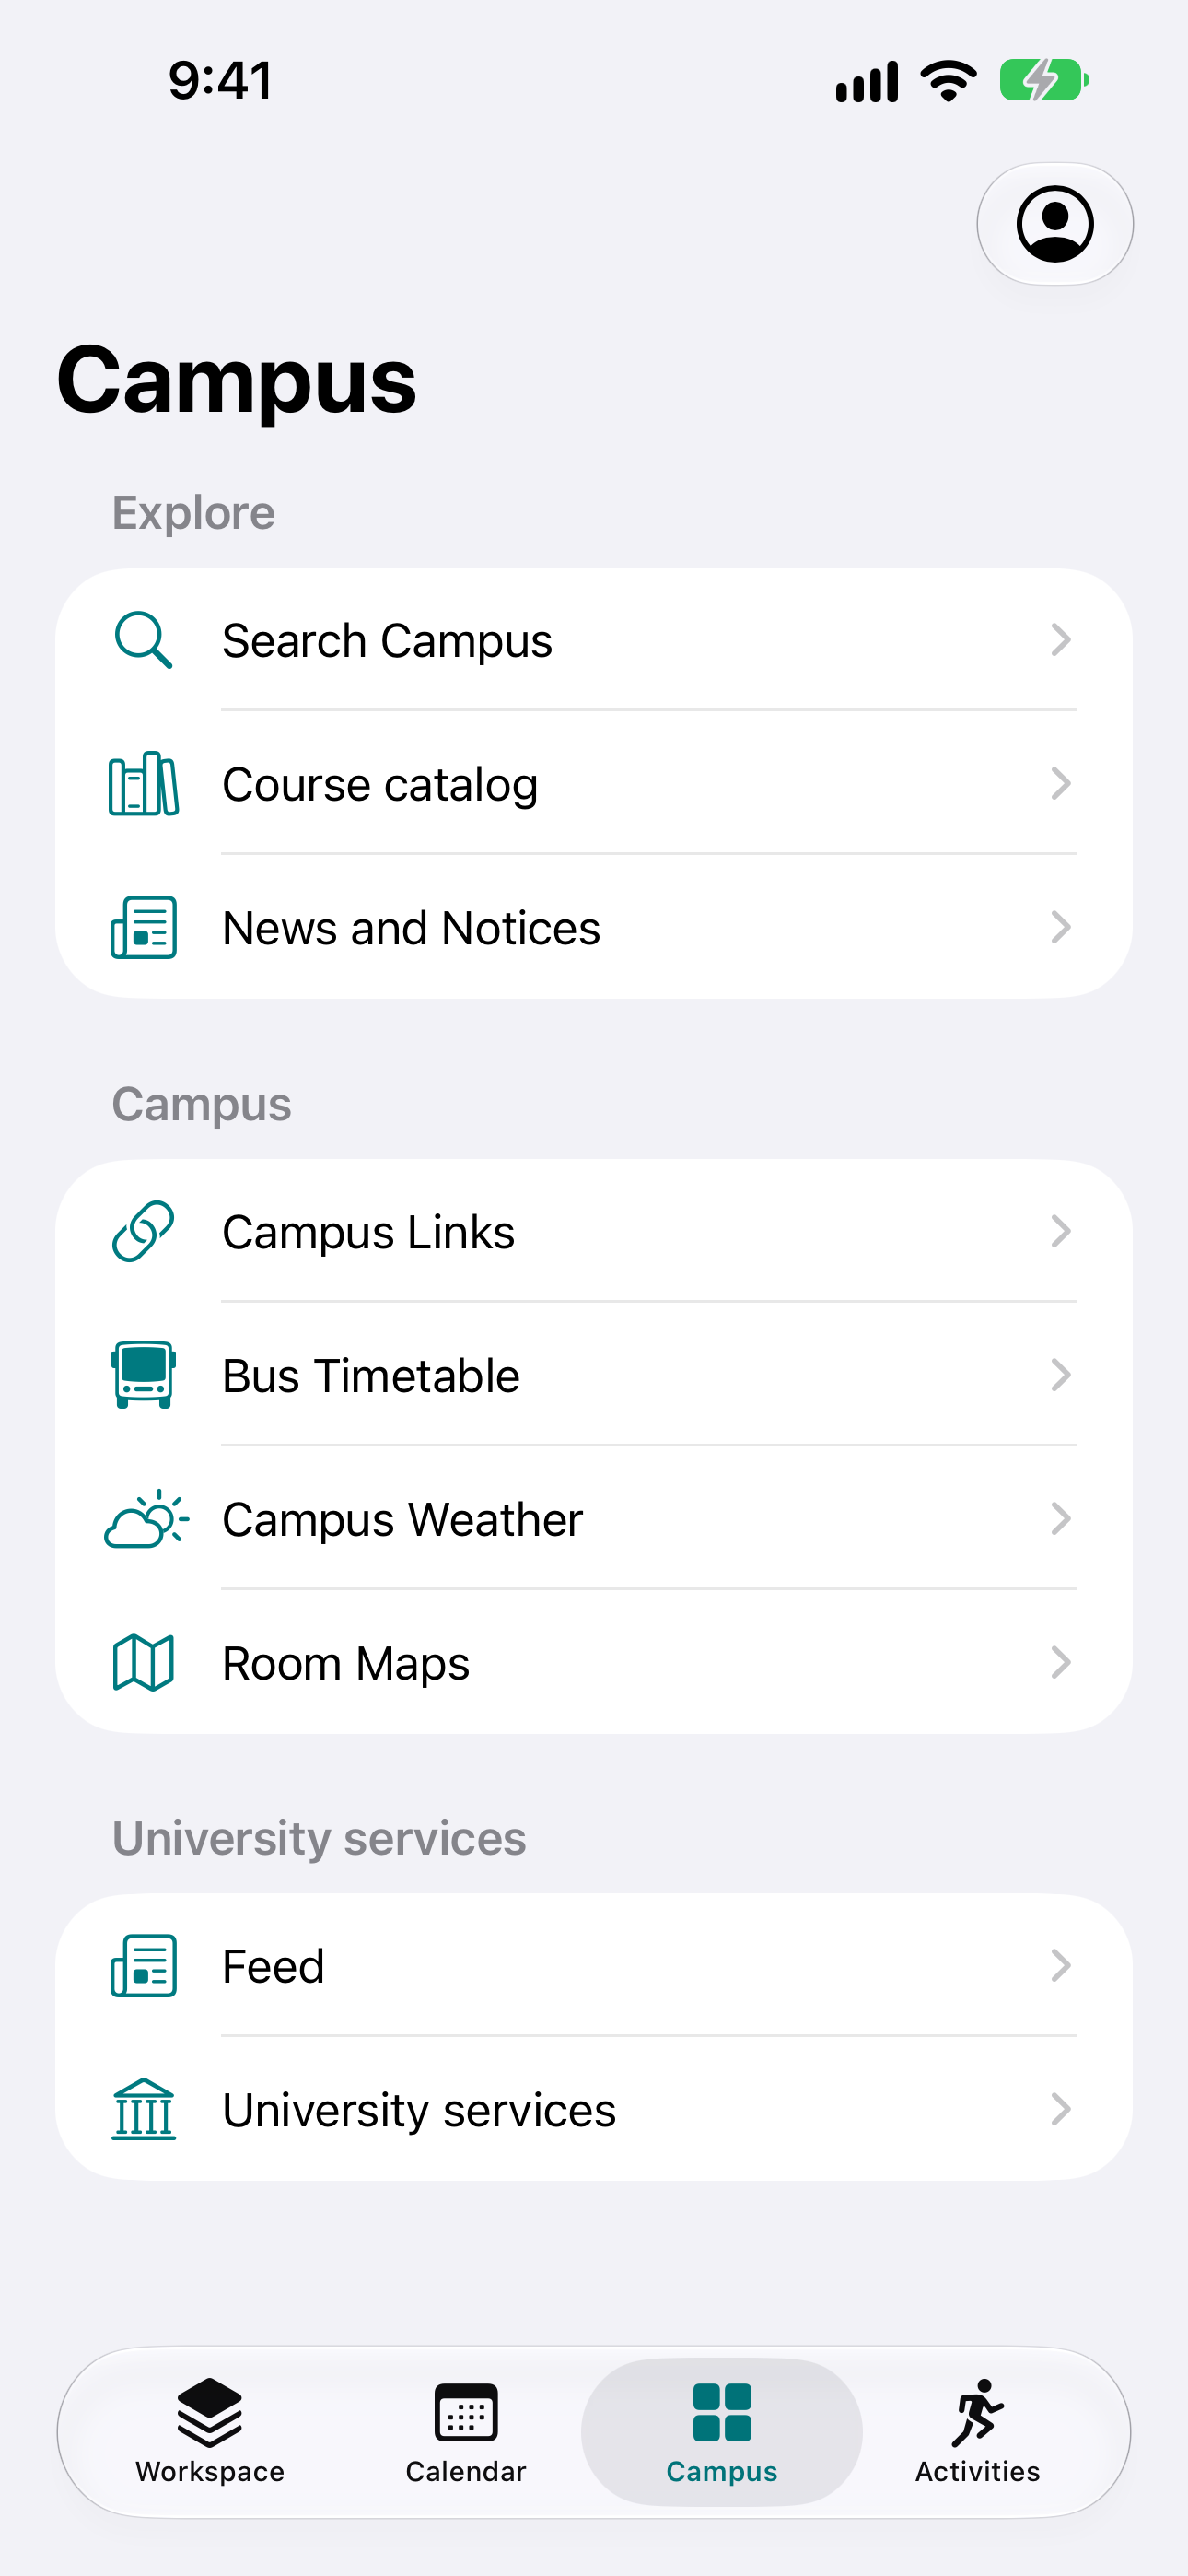 9:41
Campus
Explore
Search Campus
Course catalog
News and Notices
Campus
Campus Links
Bus Timetable
Campus Weather
Room Maps
University services
Feed
University services
Workspace
Calendar
Campus
Activities